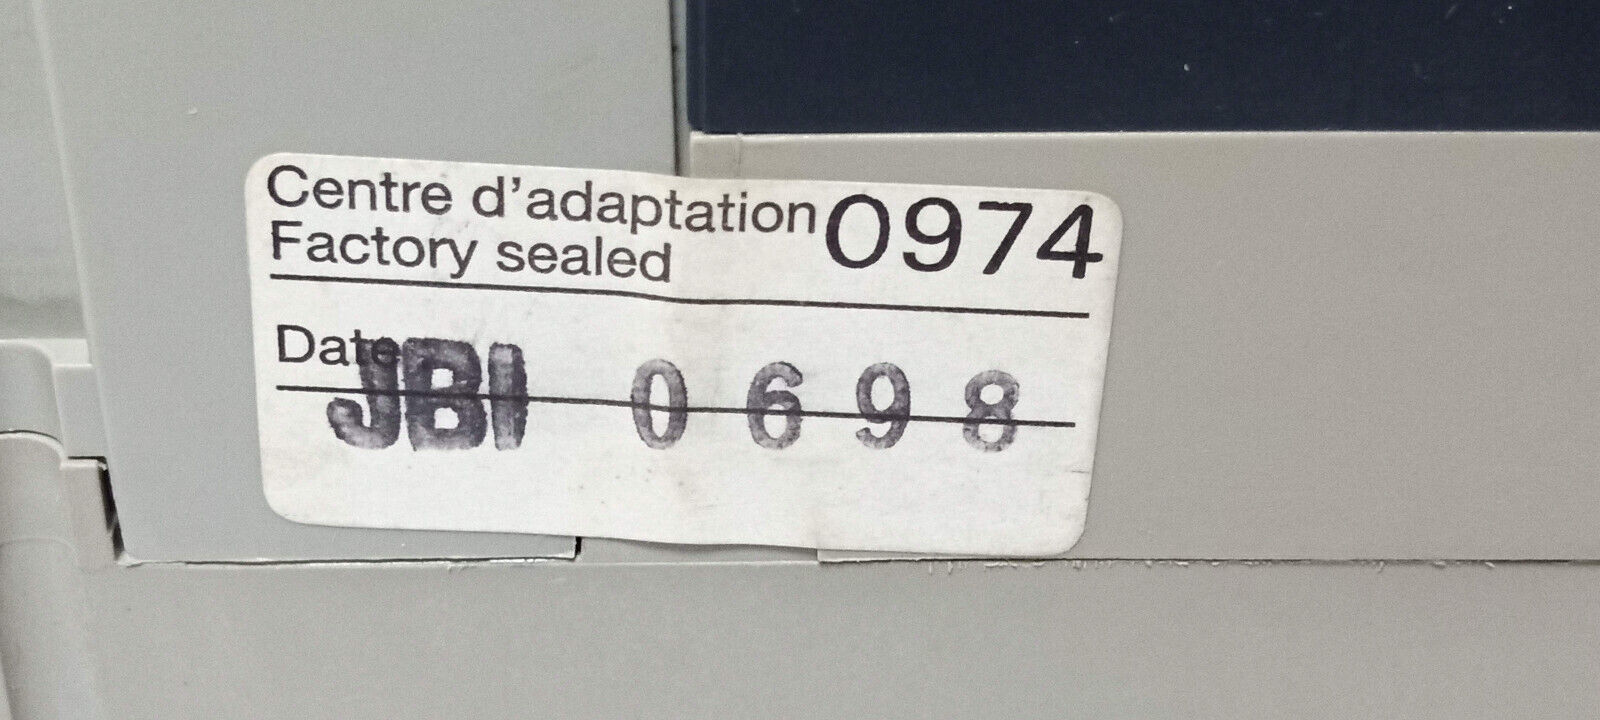 Centre d'adaptation 0974
Factory sealed
Date
JBI 0698